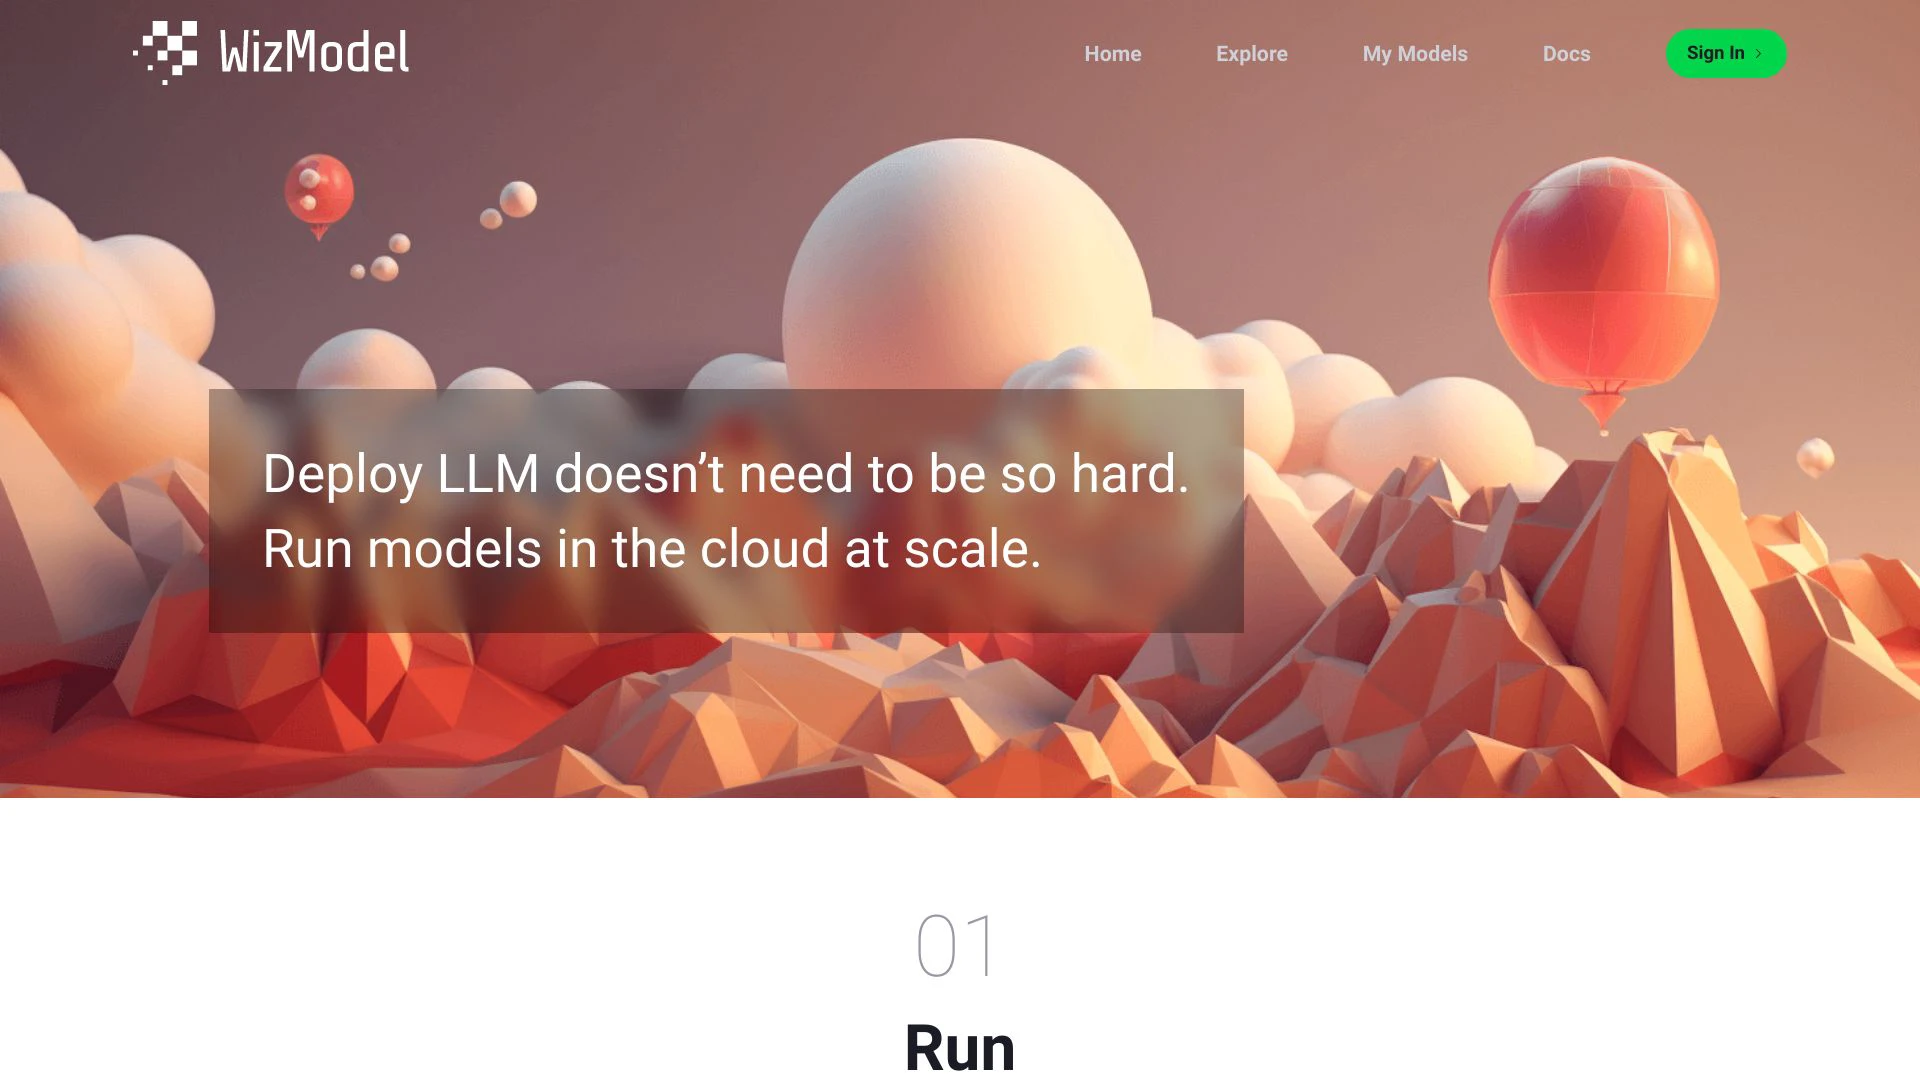 WizModel
Home
Explore
My Models
Docs
Sign In
Deploy LLM doesn’t need to be so hard.
Run models in the cloud at scale.
01
Run